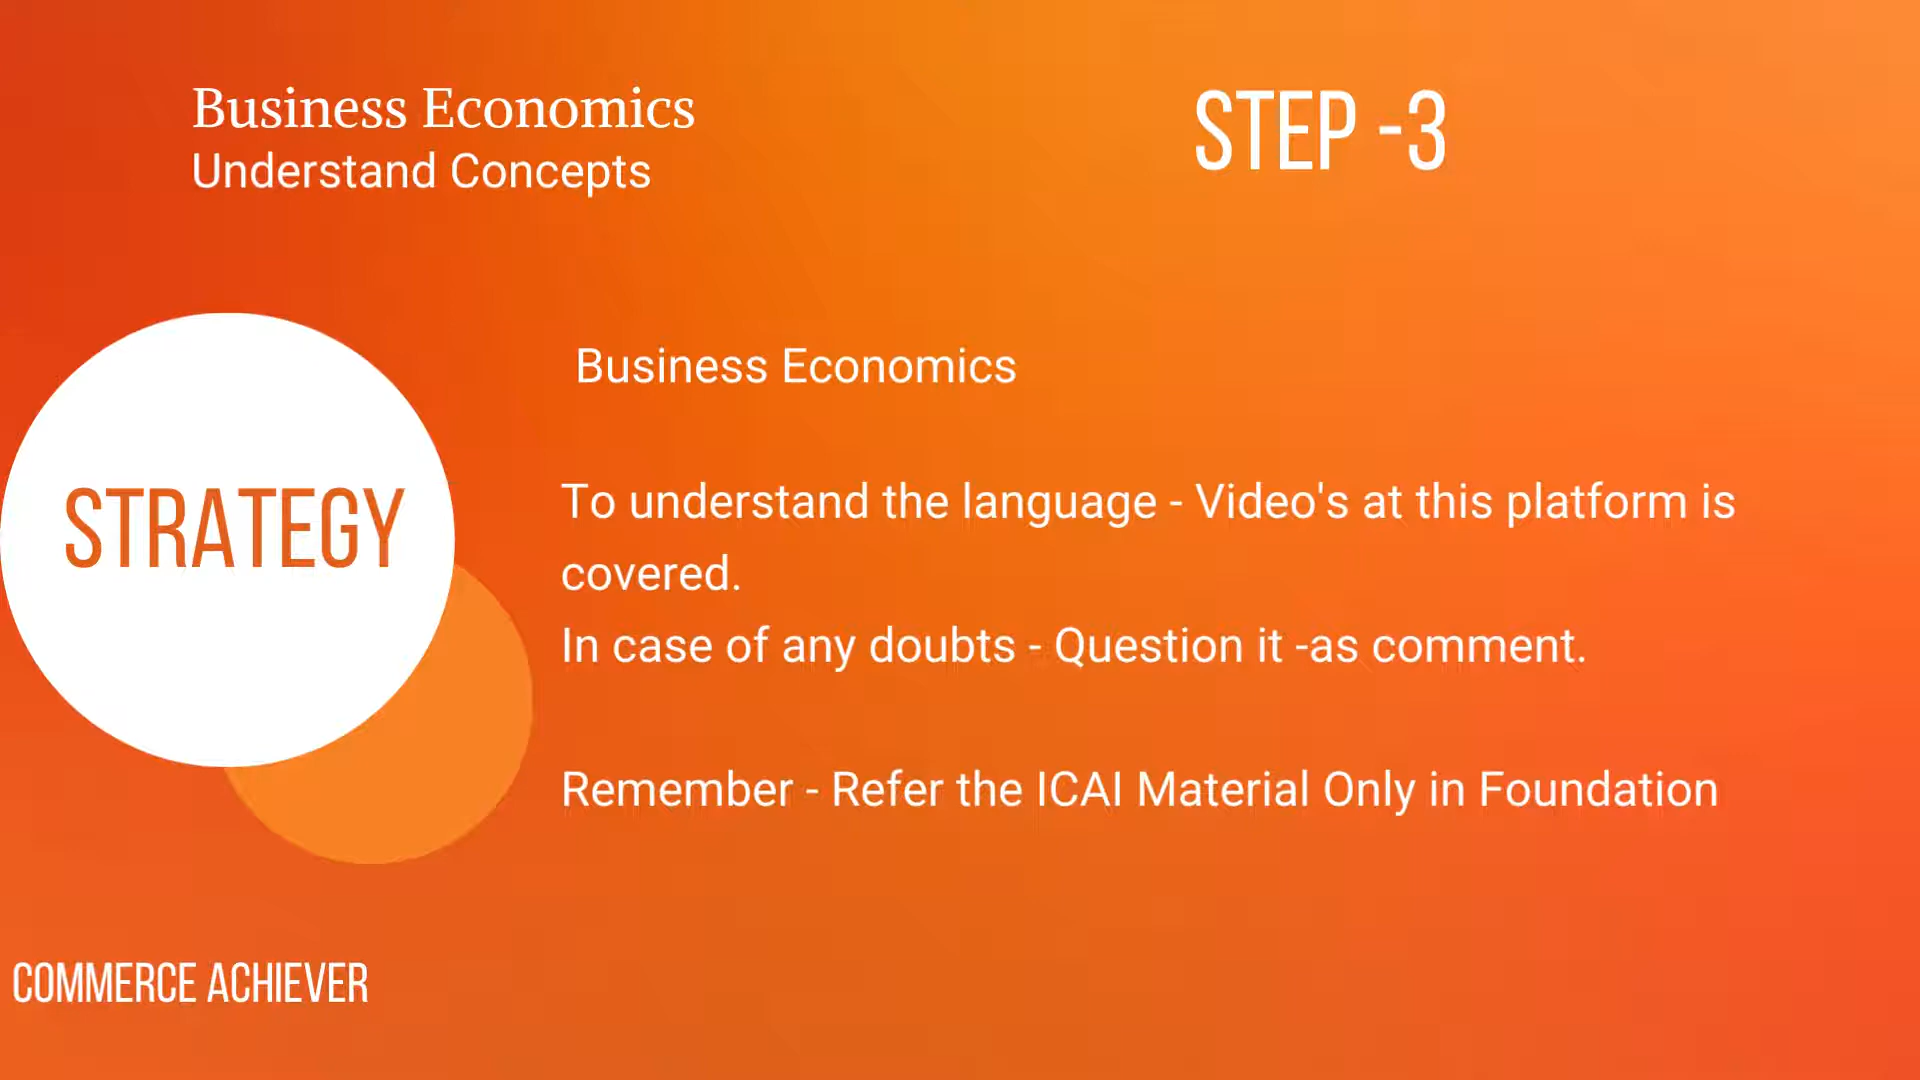 Business Economics
Understand Concepts
STEP -3
STRATEGY
Business Economics
To understand the language - Video's at this platform is
covered.
In case of any doubts - Question it -as comment.
Remember - Refer the ICAI Material Only in Foundation
COMMERCE ACHIEVER